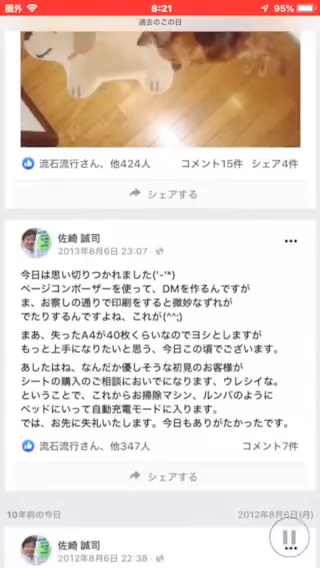 圏外 8:21 95%
過去のこの日
流石流行さん、他424人 コメント15件 シェア4件
シェアする
佐崎 誠司
2013年8月6日 23:07
今日は思い切りつかれました('-'*)
ページコンポーザーを使って、DMを作るんですが
ま、お察しの通りで印刷をすると微妙なずれが
でたりするんですよね、これが(^^;)
まあ、失ったA4が40枚くらいなのでヨシとしますが
もっと上手になりたいと思う、今日この頃でございます。
あしたはね、なんだか優しそうな初見のお客様が
シートの購入のご相談においでになります、ウレシイな。
ということで、これからお掃除マシン、ルンバのように
ベッドにいって自動充電モードに入ります。
では、お先に失礼いたします。今日もありがたかったです。
流石流行さん、他347人 コメント7件
シェアする
10年前の今日 2012年8月6日(月)
佐崎 誠司
2012年8月6日 22:38